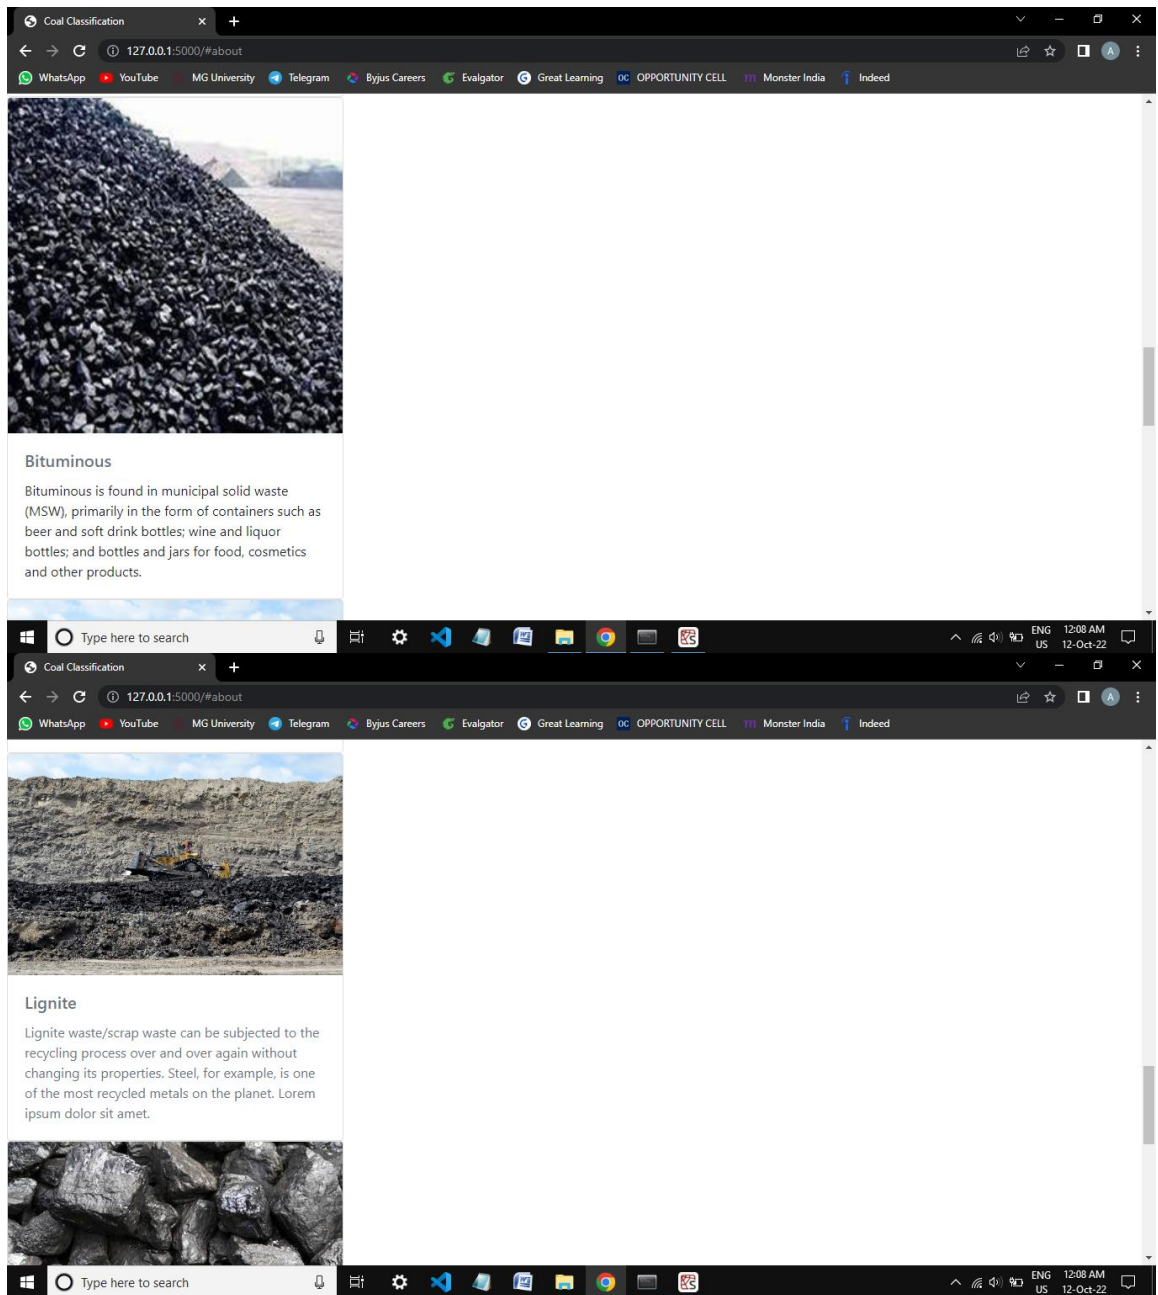 Coal Classification
127.0.0.1:5000/#about
A
WhatsApp YouTube MG University Telegram Byjus Careers Evalgator Great Learning OC OPPORTUNITY CELL Monster India Indeed
Bituminous
Bituminous is found in municipal solid waste
(MSW), primarily in the form of containers such as
beer and soft drink bottles; wine and liquor
bottles; and bottles and jars for food, cosmetics
and other products.
Type here to search
ENG 12:08 AM
US 12-Oct-22
Coal Classification
127.0.0.1:5000/#about
A
WhatsApp YouTube MG University Telegram Byjus Careers Evalgator Great Learning OC OPPORTUNITY CELL Monster India Indeed
Lignite
Lignite waste/scrap waste can be subjected to the
recycling process over and over again without
changing its properties. Steel, for example, is one
of the most recycled metals on the planet. Lorem
ipsum dolor sit amet.
Type here to search
ENG 12:08 AM
US 12-Oct-22